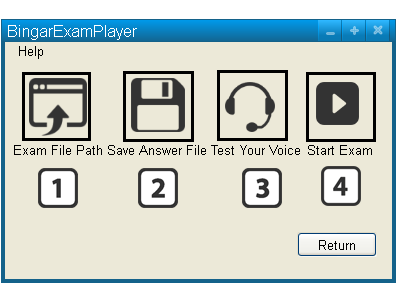 BingarExamPlayer
Help
Exam File Path Save Answer File Test Your Voice Start Exam
1 2 3 4
Return